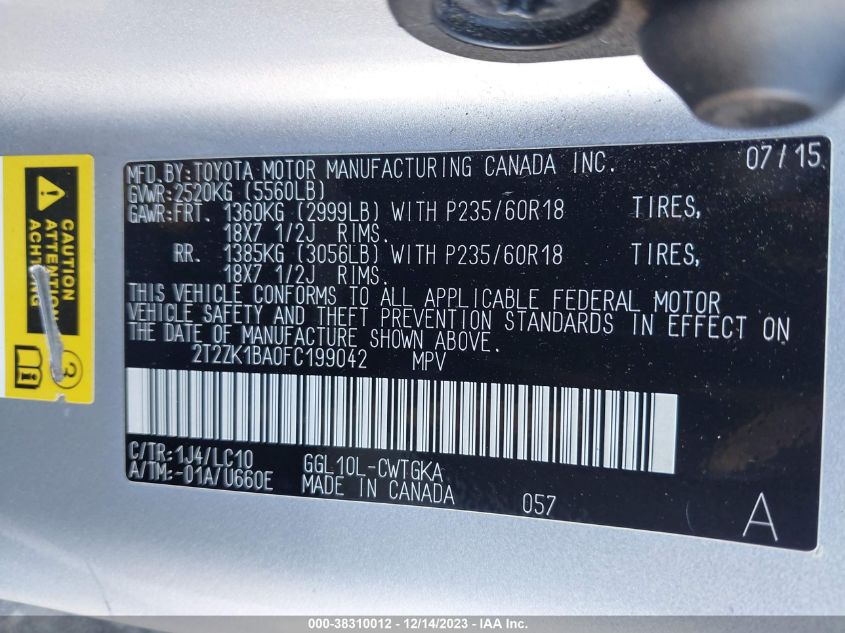 MFD.BY:TOYOTA MOTOR MANUFACTURING CANADA INC. 07/15
GVWR:2520KG (5560LB)
GAWR:FRT. 1360KG (2999LB) WITH P235/60R18 TIRES,
18X7 1/2J RIMS.
RR. 1385KG (3056LB) WITH P235/60R18 TIRES,
18X7 1/2J RIMS.
THIS VEHICLE CONFORMS TO ALL APPLICABLE FEDERAL MOTOR
VEHICLE SAFETY AND THEFT PREVENTION STANDARDS IN EFFECT ON
THE DATE OF MANUFACTURE SHOWN ABOVE.
2T2ZK1BA0FC199042 MPV
C/TR:1J4/LC10 GGL10L-CWTGKA
A/TM:-01A/U660E MADE IN CANADA 057 A
CAUTION
ATTENTION
ACHTUNG
3
000-38310012 - 12/14/2023 - IAA Inc.